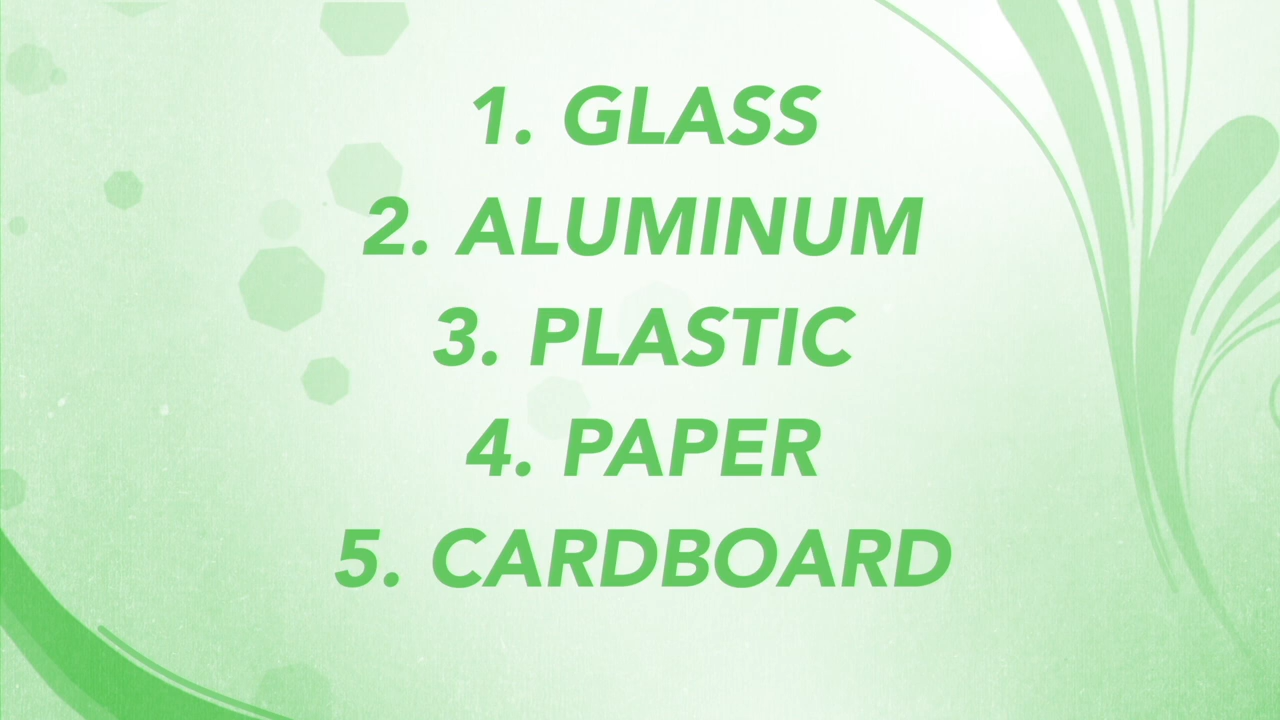 1. GLASS
2. ALUMINUM
3. PLASTIC
4. PAPER
5. CARDBOARD